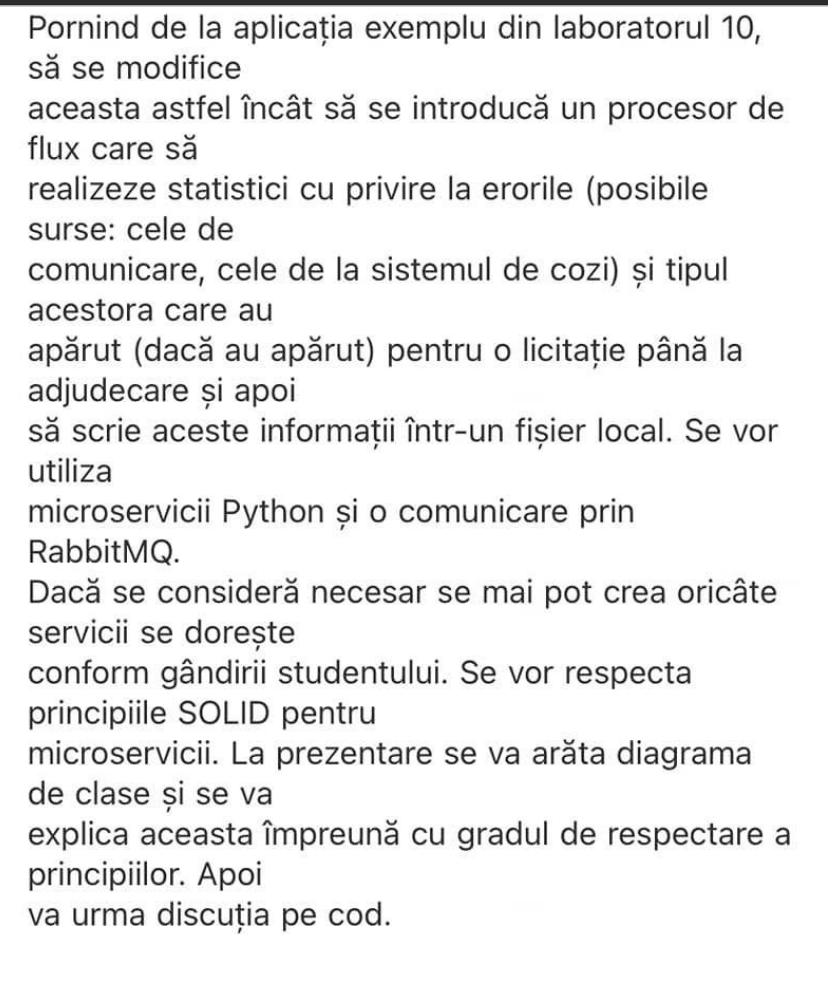 Pornind de la aplicația exemplu din laboratorul 10,
să se modifice
aceasta astfel încât să se introducă un procesor de
flux care să
realizeze statistici cu privire la erorile (posibile
surse: cele de
comunicare, cele de la sistemul de cozi) și tipul
acestora care au
apărut (dacă au apărut) pentru o licitație până la
adjudecare și apoi
să scrie aceste informații într-un fișier local. Se vor
utiliza
microservicii Python și o comunicare prin
RabbitMQ.
Dacă se consideră necesar se mai pot crea oricâte
servicii se dorește
conform gândirii studentului. Se vor respecta
principiile SOLID pentru
microservicii. La prezentare se va arăta diagrama
de clase și se va
explica aceasta împreună cu gradul de respectare a
principiilor. Apoi
va urma discuția pe cod.